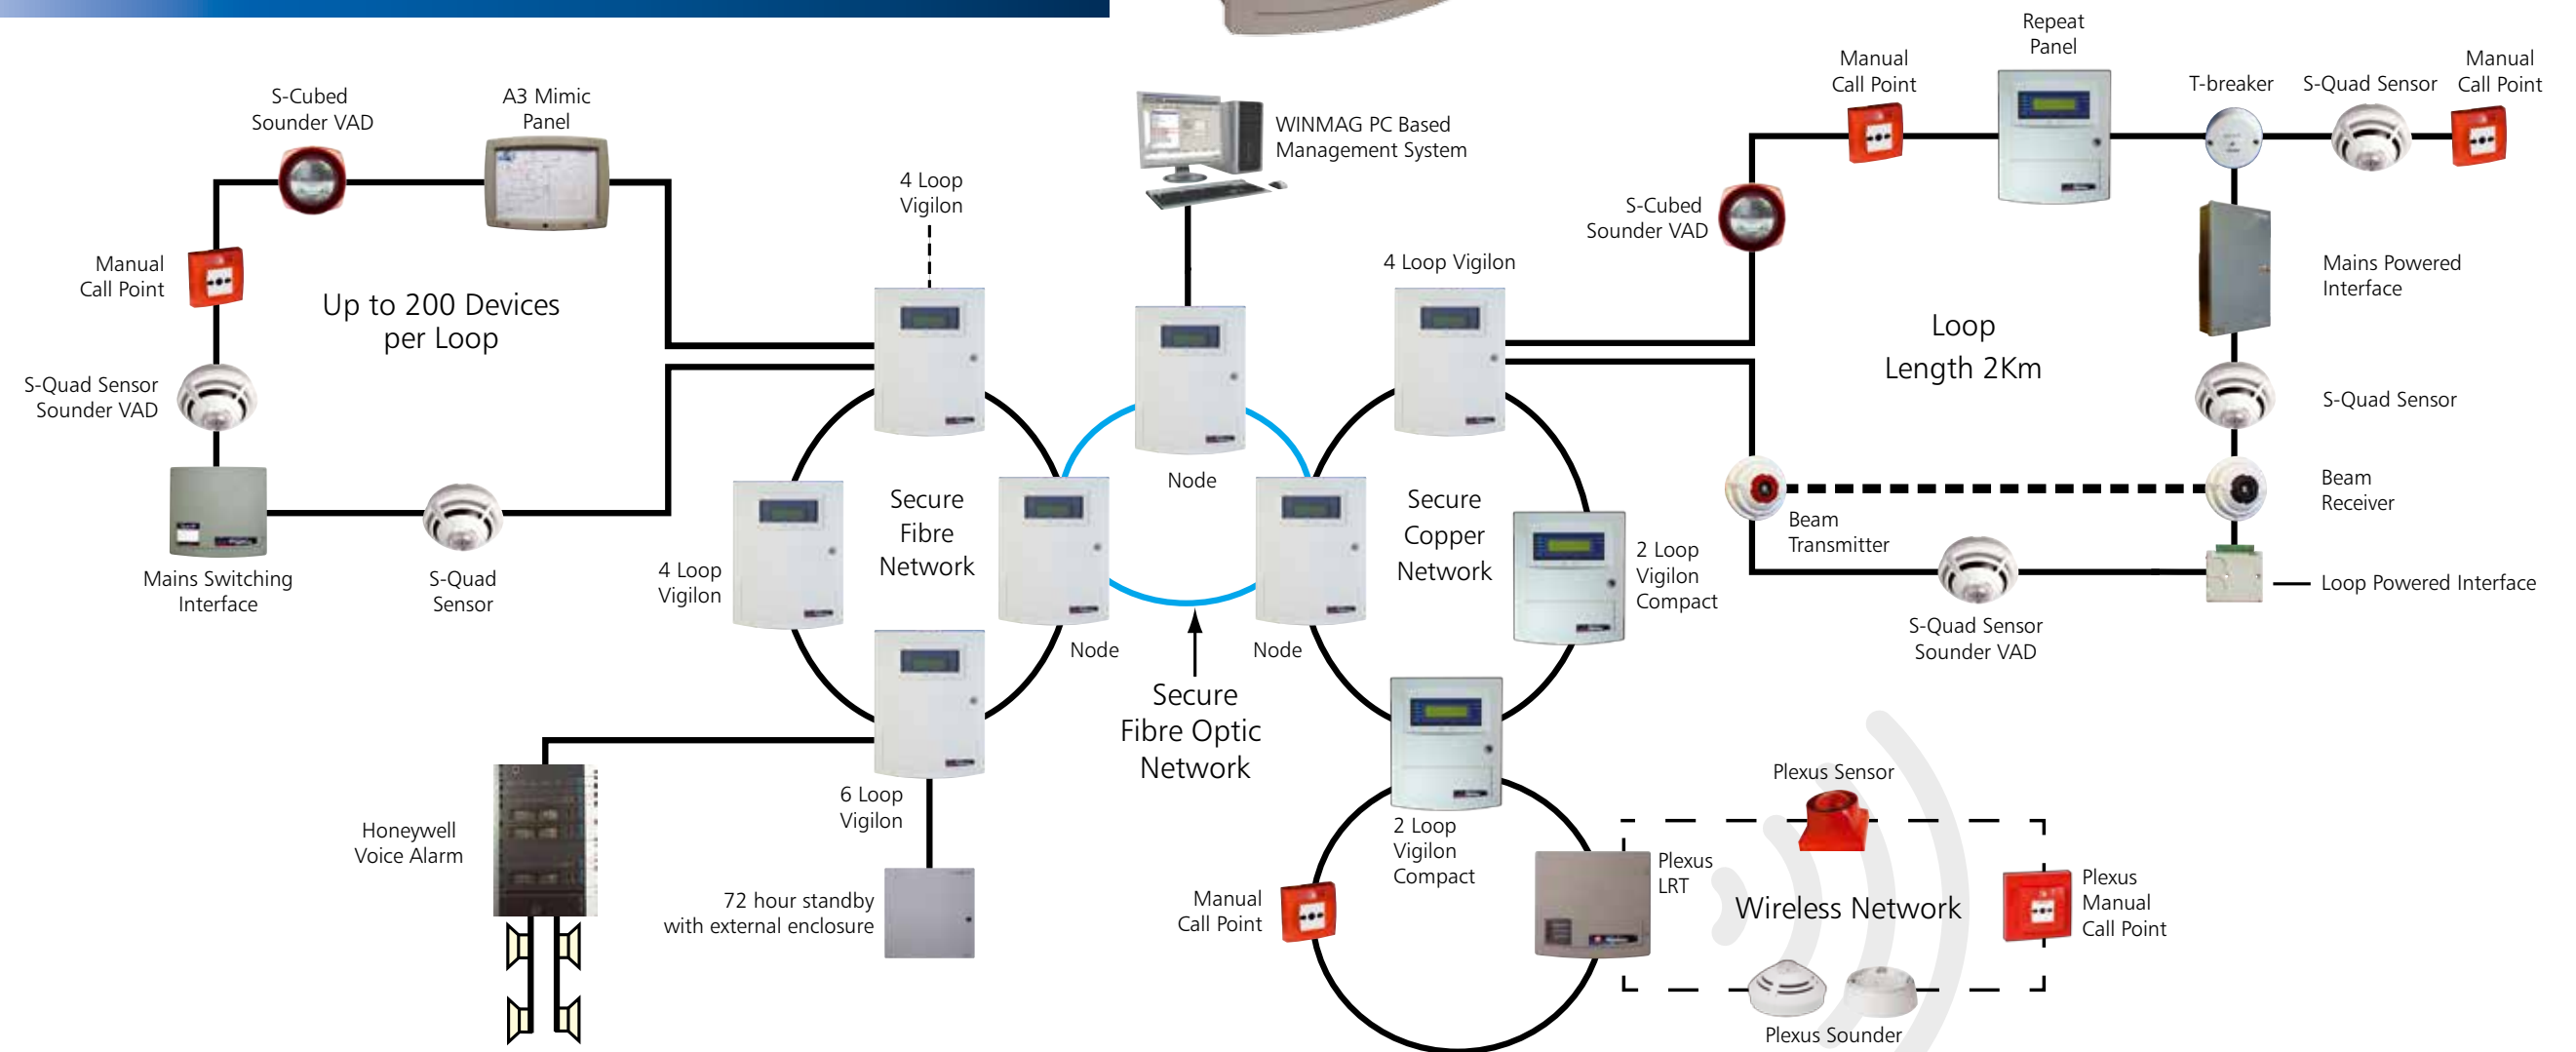 Repeat
Panel
Manual
Call Point
T-breaker
S-Quad Sensor
Manual
Call Point
S-Cubed
Sounder VAD
A3 Mimic
Panel
4 Loop
Vigilon
WINMAG PC Based
Management System
S-Cubed
Sounder VAD
4 Loop Vigilon
Manual
Call Point
Up to 200 Devices
per Loop
Mains Powered
Interface
Loop
Length 2Km
S-Quad Sensor
Sounder VAD
S-Quad Sensor
Node
Secure
Fibre
Network
Secure
Copper
Network
Beam
Receiver
Beam
Transmitter
Mains Switching
Interface
S-Quad
Sensor
4 Loop
Vigilon
2 Loop
Vigilon
Compact
Loop Powered Interface
Node
Node
S-Quad Sensor
Sounder VAD
Secure
Fibre Optic
Network
6 Loop
Vigilon
Honeywell
Voice Alarm
2 Loop
Vigilon
Compact
Plexus Sensor
Plexus
LRT
72 hour standby
with external enclosure
Manual
Call Point
Wireless Network
Plexus
Manual
Call Point
Plexus Sounder